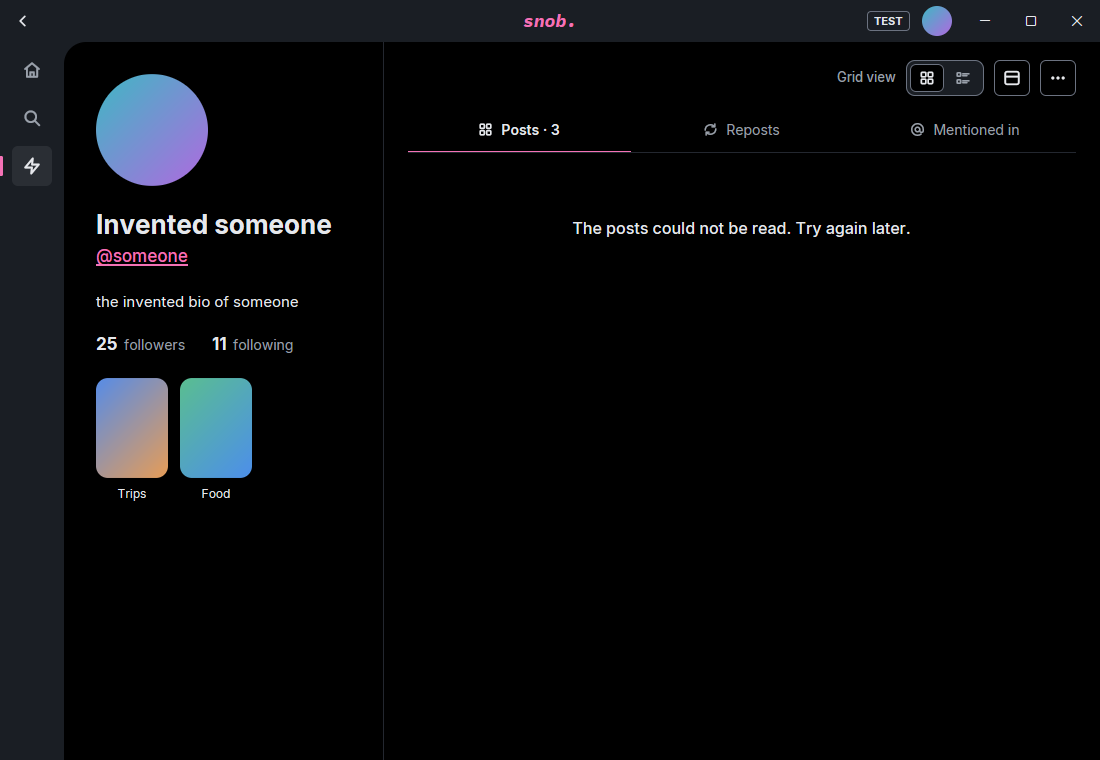 snob.
TEST
Grid view
Posts · 3
Reposts
Mentioned in
Invented someone
@someone
the invented bio of someone
25 followers 11 following
Trips
Food
The posts could not be read. Try again later.